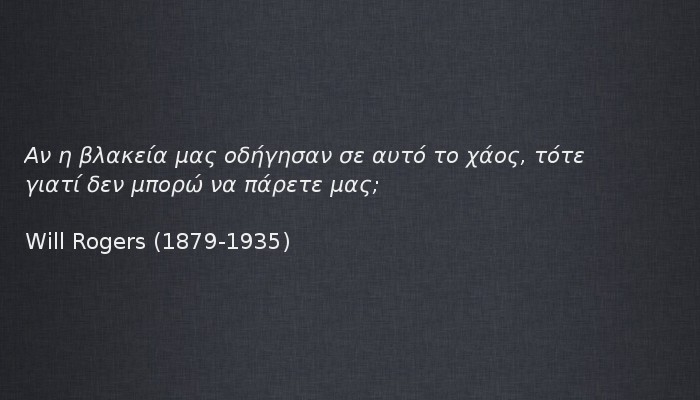 Αν η βλακεία μας οδήγησαν σε αυτό το χάος, τότε
γιατί δεν μπορώ να πάρετε μας;
Will Rogers (1879-1935)